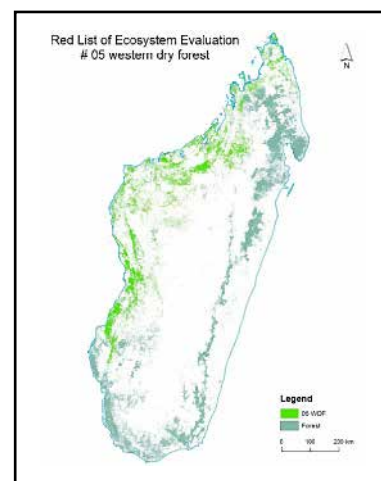 Red List of Ecosystem Evaluation
# 05 western dry forest
N
Legend
05 WDF
Forest
0 100 200 km